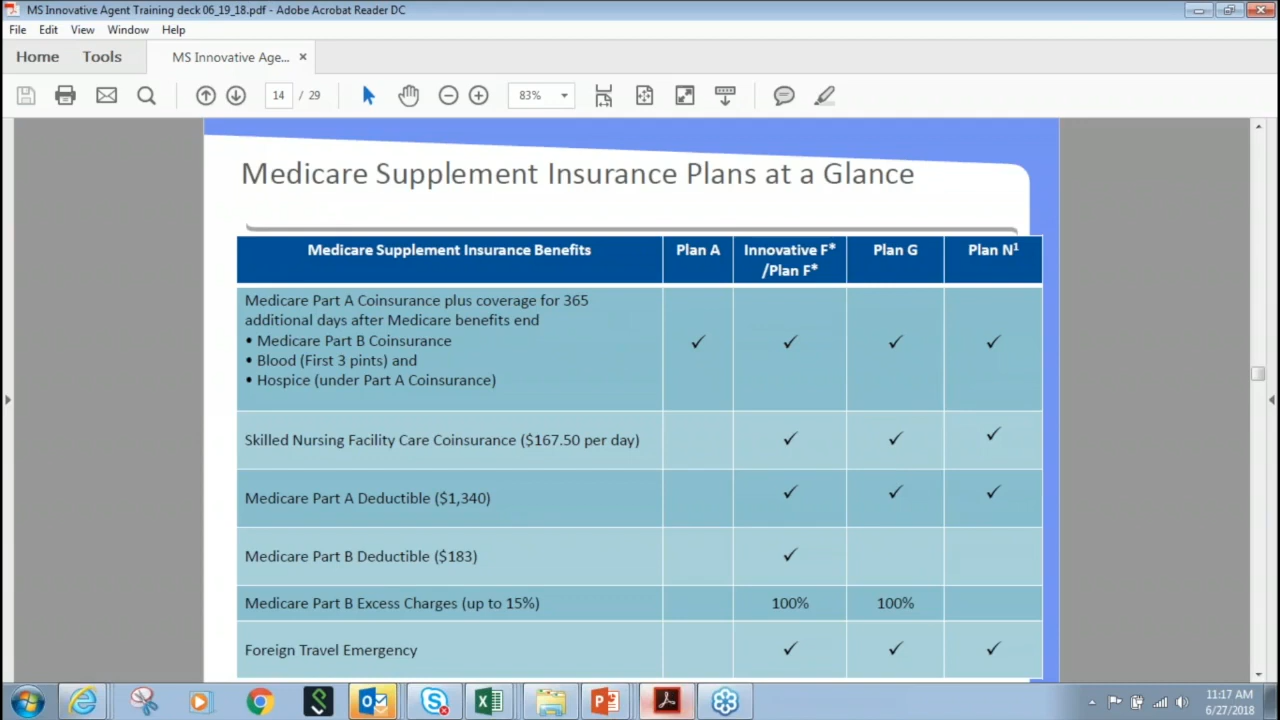 MS Innovative Agent Training deck 06_19_18.pdf - Adobe Acrobat Reader DC
File Edit View Window Help
Home Tools MS Innovative Age... ×
14 / 29 83%
Medicare Supplement Insurance Plans at a Glance
Medicare Supplement Insurance Benefits Plan A Innovative F* Plan G Plan N¹
/Plan F*
Medicare Part A Coinsurance plus coverage for 365
additional days after Medicare benefits end
• Medicare Part B Coinsurance ✓ ✓ ✓ ✓
• Blood (First 3 pints) and
• Hospice (under Part A Coinsurance)
Skilled Nursing Facility Care Coinsurance ($167.50 per day) ✓ ✓ ✓
Medicare Part A Deductible ($1,340) ✓ ✓ ✓
Medicare Part B Deductible ($183) ✓
Medicare Part B Excess Charges (up to 15%) 100% 100%
Foreign Travel Emergency ✓ ✓ ✓
11:17 AM
6/27/2018